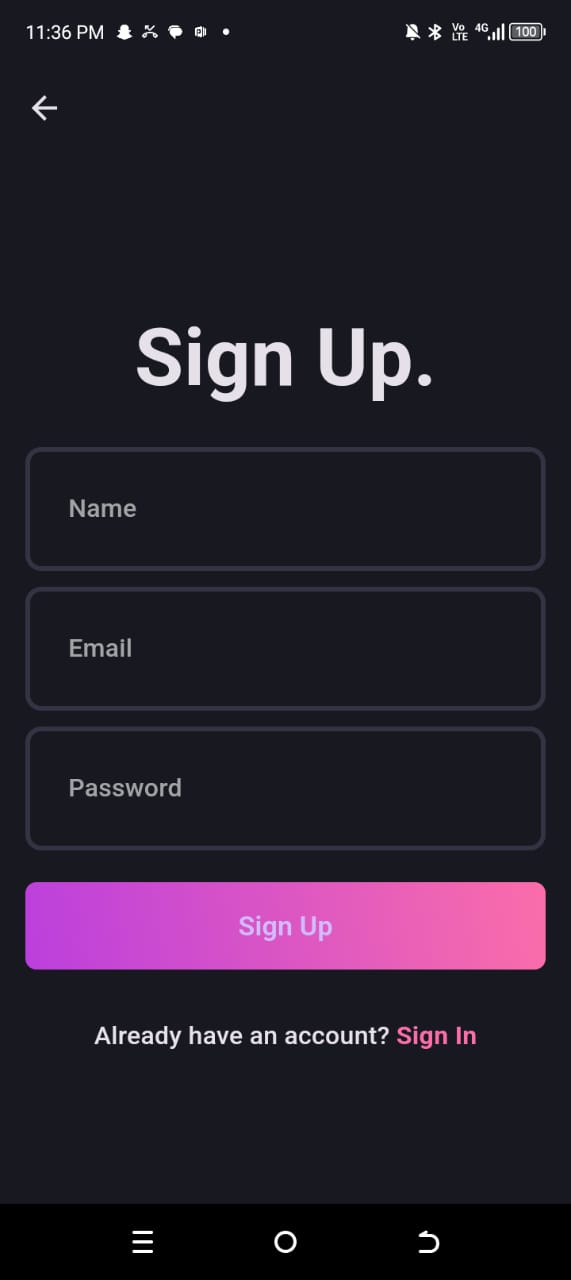 11:36 PM Vo LTE 4G 100
Sign Up.
Name
Email
Password
Sign Up
Already have an account? Sign In